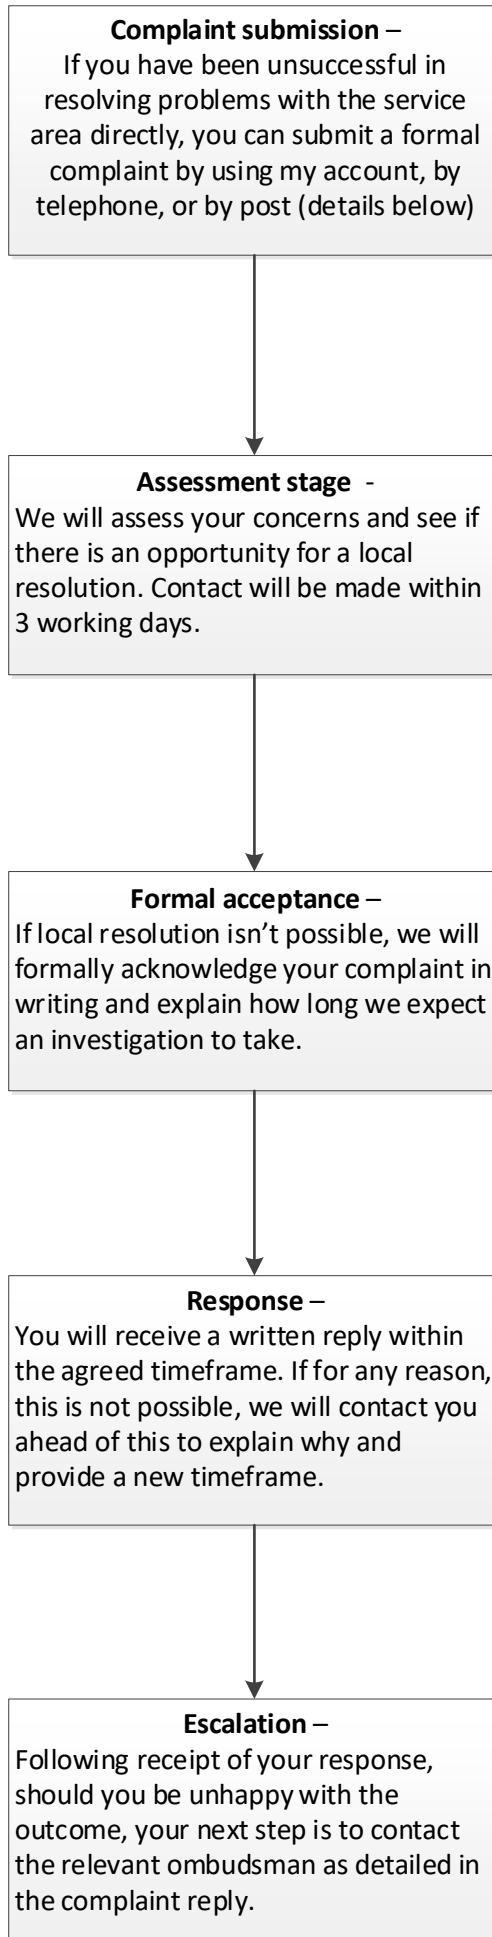 Complaint submission –
If you have been unsuccessful in
resolving problems with the service
area directly, you can submit a formal
complaint by using my account, by
telephone, or by post (details below)
Assessment stage -
We will assess your concerns and see if
there is an opportunity for a local
resolution. Contact will be made within
3 working days.
Formal acceptance –
If local resolution isn’t possible, we will
formally acknowledge your complaint in
writing and explain how long we expect
an investigation to take.
Response –
You will receive a written reply within
the agreed timeframe. If for any reason,
this is not possible, we will contact you
ahead of this to explain why and
provide a new timeframe.
Escalation –
Following receipt of your response,
should you be unhappy with the
outcome, your next step is to contact
the relevant ombudsman as detailed in
the complaint reply.